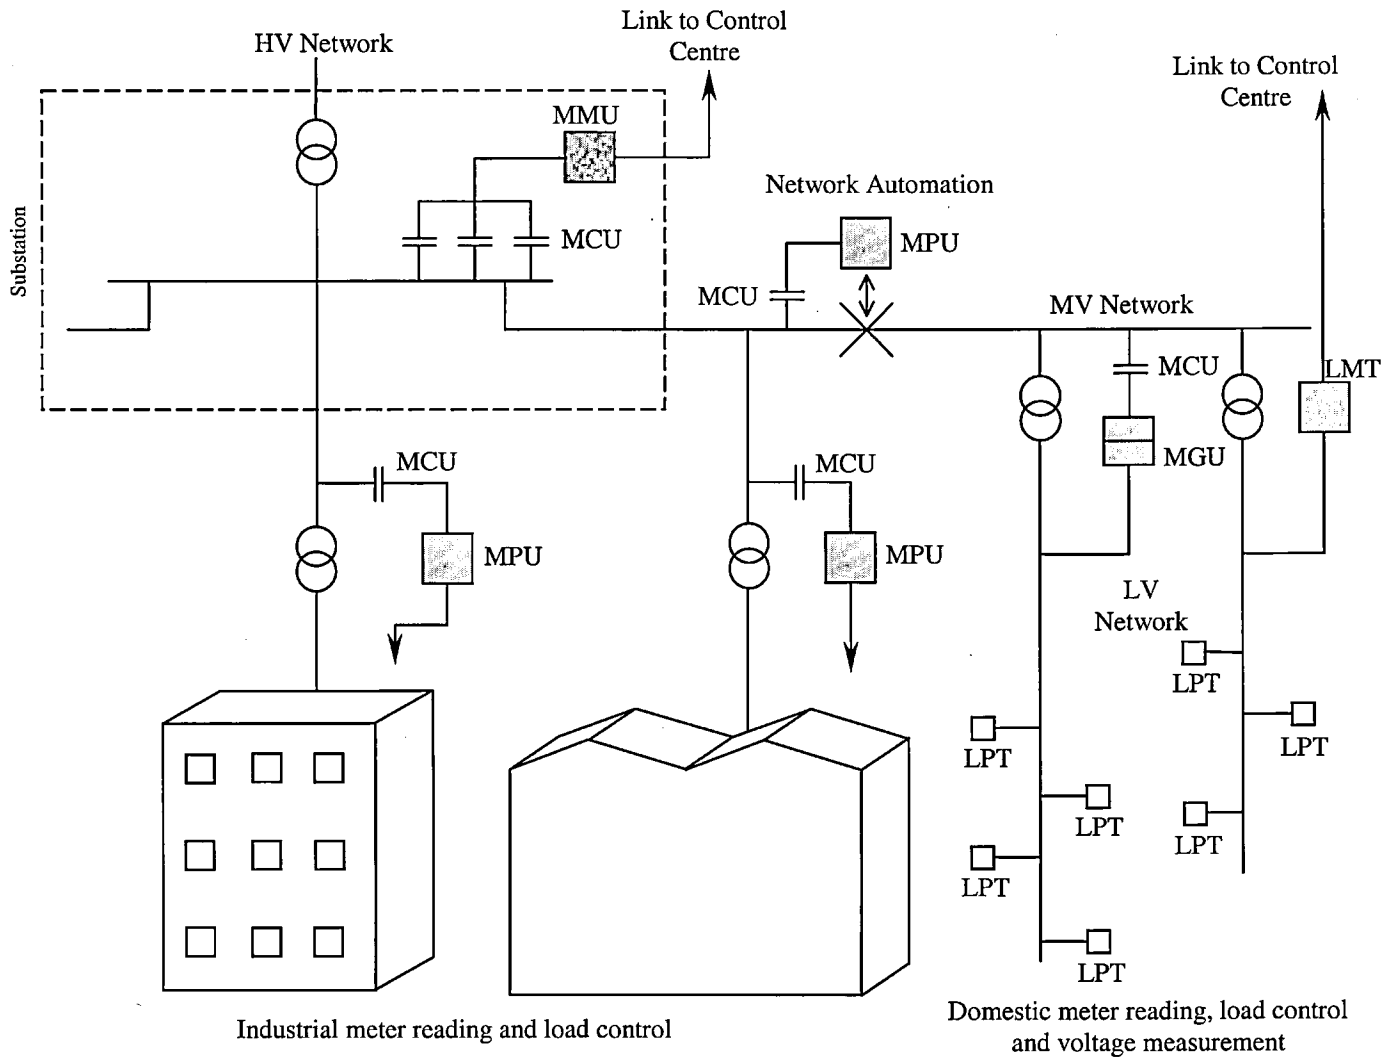 Link to Control
Centre
HV Network
Link to Control
Centre
MMU
Network Automation
Substation
MCU
MPU
MCU
MV Network
MCU
LMT
MCU
MCU
MGU
MPU
MPU
LV
Network
LPT
LPT
LPT
LPT
LPT
LPT
LPT
Domestic meter reading, load control
and voltage measurement
Industrial meter reading and load control